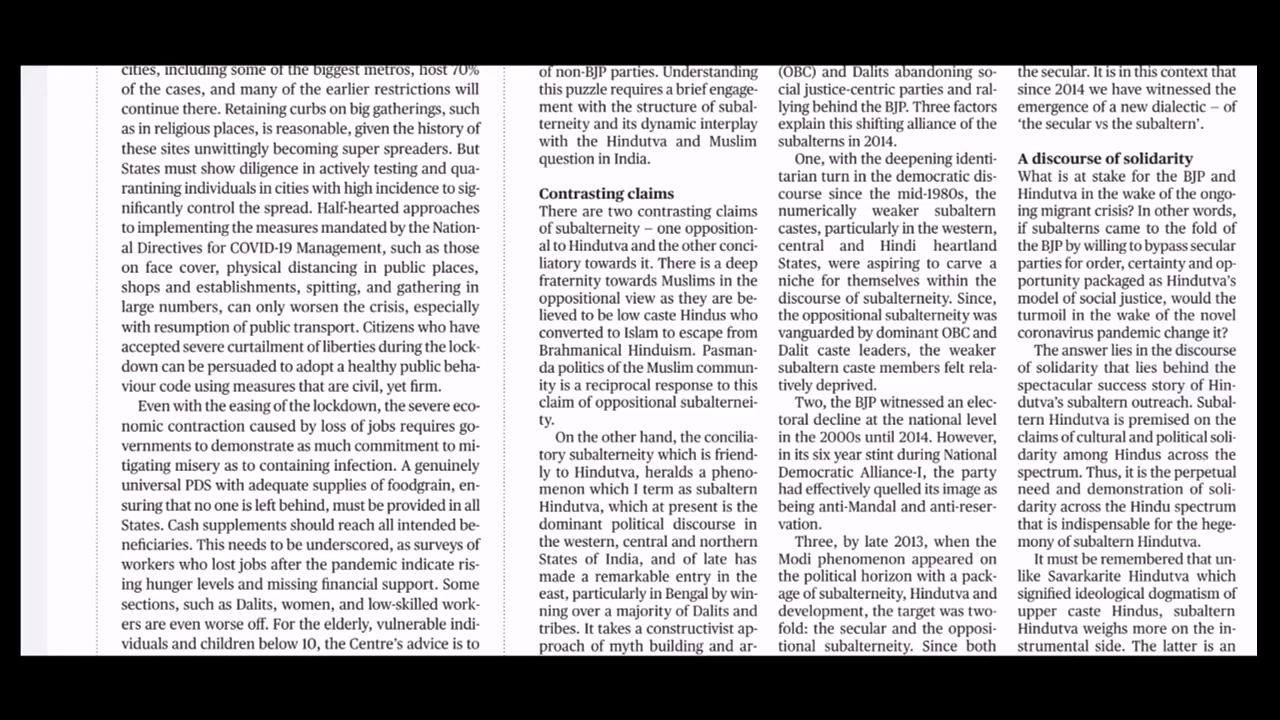 cities, including some of the biggest metros, host 70%
of the cases, and many of the earlier restrictions will
continue there. Retaining curbs on big gatherings, such
as in religious places, is reasonable, given the history of
these sites unwittingly becoming super spreaders. But
States must show diligence in actively testing and qua-
rantining individuals in cities with high incidence to sig-
nificantly control the spread. Half-hearted approaches
to implementing the measures mandated by the Nation-
al Directives for COVID-19 Management, such as those
on face cover, physical distancing in public places,
shops and establishments, spitting, and gathering in
large numbers, can only worsen the crisis, especially
with resumption of public transport. Citizens who have
accepted severe curtailment of liberties during the lock-
down can be persuaded to adopt a healthy public beha-
viour code using measures that are civil, yet firm.
Even with the easing of the lockdown, the severe eco-
nomic contraction caused by loss of jobs requires go-
vernments to demonstrate as much commitment to mi-
tigating misery as to containing infection. A genuinely
universal PDS with adequate supplies of foodgrain, en-
suring that no one is left behind, must be provided in all
States. Cash supplements should reach all intended be-
neficiaries. This needs to be underscored, as surveys of
workers who lost jobs after the pandemic indicate ris-
ing hunger levels and missing financial support. Some
sections, such as Dalits, women, and low-skilled work-
ers are even worse off. For the elderly, vulnerable indi-
viduals and children below 10, the Centre's advice is to
of non-BJP parties. Understanding
this puzzle requires a brief engage-
ment with the structure of subal-
ternity and its dynamic interplay
with the Hindutva and Muslim
question in India.
Contrasting claims
There are two contrasting claims
of subalterneity – one opposition-
al to Hindutva and the other conci-
liatory towards it. There is a deep
fraternity towards Muslims in the
oppositional view as they are be-
lieved to be low caste Hindus who
converted to Islam to escape from
Brahmanical Hinduism. Pasman-
da politics of the Muslim commun-
ity is a reciprocal response to this
claim of oppositional subalternei-
ty.
On the other hand, the concilia-
tory subalterneity which is friend-
ly to Hindutva, heralds a pheno-
menon which I term as subaltern
Hindutva, which at present is the
dominant political discourse in
the western, central and northern
States of India, and of late has
made a remarkable entry in the
east, particularly in Bengal by win-
ning over a majority of Dalits and
tribes. It takes a constructivist ap-
proach of myth building and ar-
(OBC) and Dalits abandoning so-
cial justice-centric parties and ral-
lying behind the BJP. Three factors
explain this shifting alliance of the
subalterns in 2014.
One, with the deepening identi-
tarian turn in the democratic dis-
course since the mid-1980s, the
numerically weaker subaltern
castes, particularly in the western,
central and Hindi heartland
States, were aspiring to carve a
niche for themselves within the
discourse of subalterneity. Since,
the oppositional subalterneity was
vanguarded by dominant OBC and
Dalit caste leaders, the weaker
subaltern caste members felt rela-
tively deprived.
Two, the BJP witnessed an elec-
toral decline at the national level
in the 2000s until 2014. However,
in its six year stint during National
Democratic Alliance-I, the party
had effectively quelled its image as
being anti-Mandal and anti-reser-
vation.
Three, by late 2013, when the
Modi phenomenon appeared on
the political horizon with a pack-
age of subalterneity, Hindutva and
development, the target was two-
fold: the secular and the opposi-
tional subalterneity. Since both
the secular. It is in this context that
since 2014 we have witnessed the
emergence of a new dialectic – of
‘the secular vs the subaltern’.
A discourse of solidarity
What is at stake for the BJP and
Hindutva in the wake of the ongo-
ing migrant crisis? In other words,
if subalterns came to the fold of
the BJP by willing to bypass secular
parties for order, certainty and op-
portunity packaged as Hindutva's
model of social justice, would the
turmoil in the wake of the novel
coronavirus pandemic change it?
The answer lies in the discourse
of solidarity that lies behind the
spectacular success story of Hin-
dutva's subaltern outreach. Subal-
tern Hindutva is premised on the
claims of cultural and political soli-
darity among Hindus across the
spectrum. Thus, it is the perpetual
need and demonstration of soli-
darity across the Hindu spectrum
that is indispensable for the hege-
mony of subaltern Hindutva.
It must be remembered that un-
like Savarkarite Hindutva which
signified ideological dogmatism of
upper caste Hindus, subaltern
Hindutva weighs more on the in-
strumental side. The latter is an